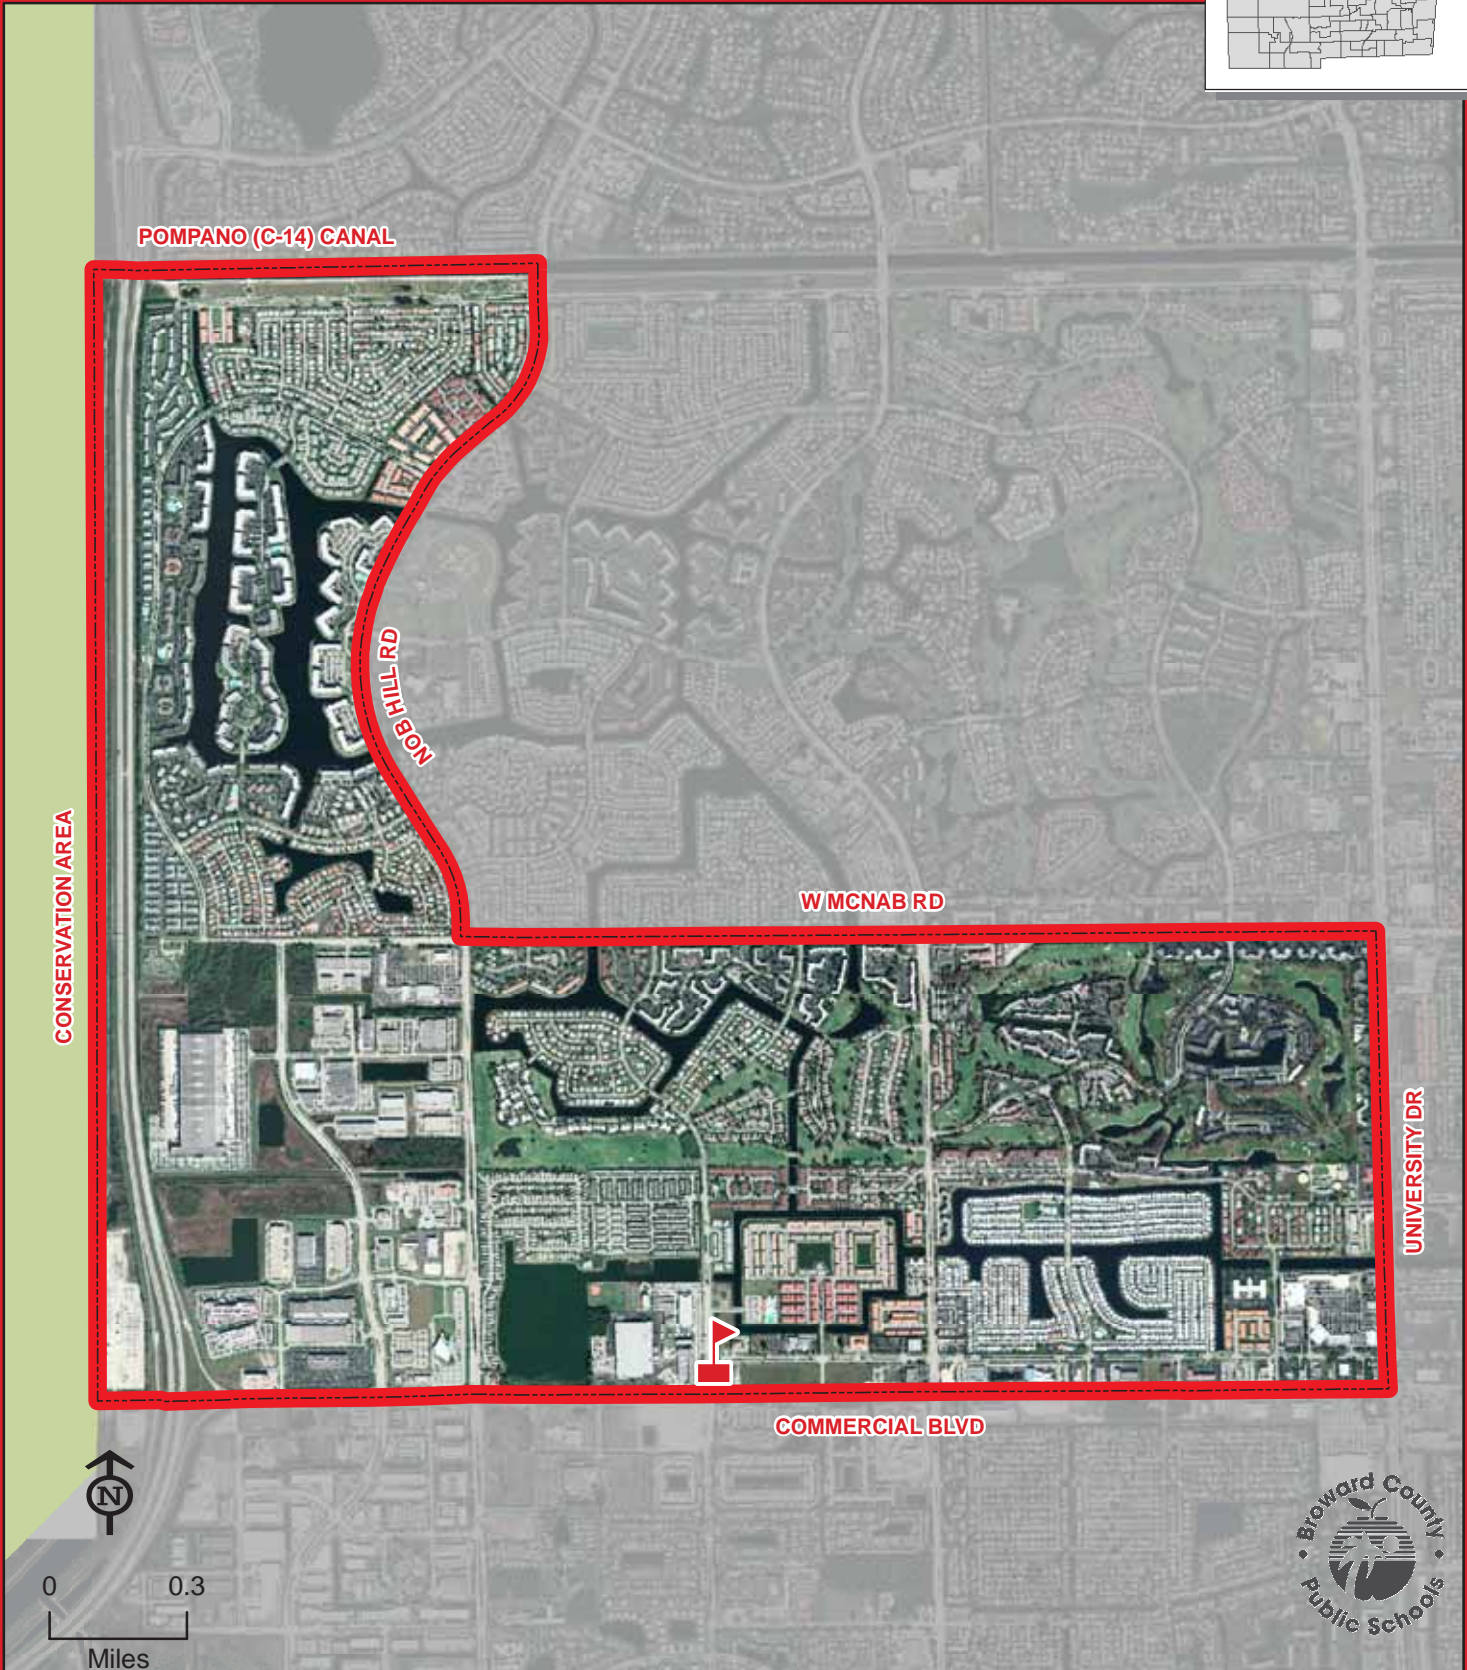 POMPANO (C-14) CANAL
NOB HILL RD
CONSERVATION AREA
W MCNAB RD
UNIVERSITY DR
COMMERCIAL BLVD
N
Broward County
Public Schools
0 0.3
Miles